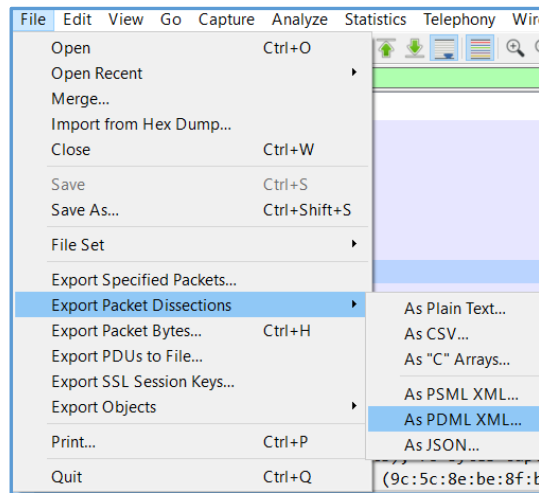 File Edit View Go Capture Analyze Statistics Telephony
Open Ctrl+O
Open Recent
Merge...
Import from Hex Dump...
Close Ctrl+W
Save Ctrl+S
Save As... Ctrl+Shift+S
File Set
Export Specified Packets...
Export Packet Dissections
Export Packet Bytes... Ctrl+H
Export PDUs to File...
Export SSL Session Keys...
Export Objects
Print... Ctrl+P
Quit Ctrl+Q
As Plain Text...
As CSV...
As "C" Arrays...
As PSML XML...
As PDML XML...
As JSON...
(9c:5c:8e:be:8f:b